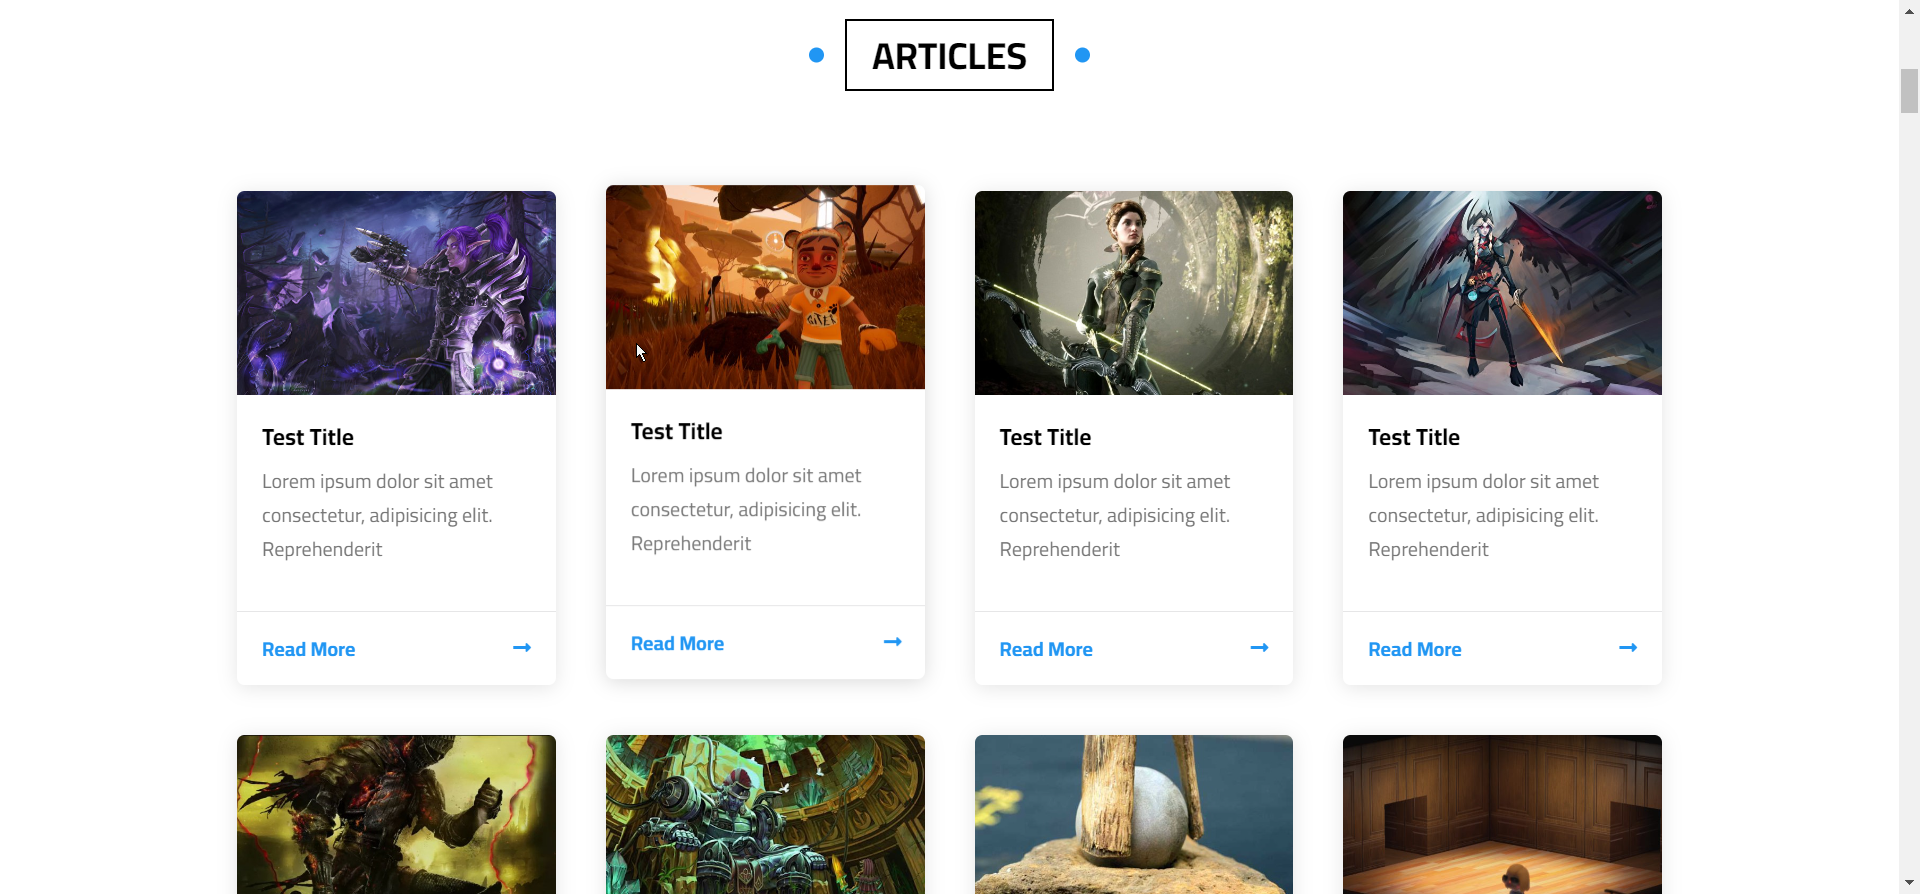 ARTICLES
Test Title
Lorem ipsum dolor sit amet
consectetur, adipisicing elit.
Reprehenderit
Read More
Test Title
Lorem ipsum dolor sit amet
consectetur, adipisicing elit.
Reprehenderit
Read More
Test Title
Lorem ipsum dolor sit amet
consectetur, adipisicing elit.
Reprehenderit
Read More
Test Title
Lorem ipsum dolor sit amet
consectetur, adipisicing elit.
Reprehenderit
Read More